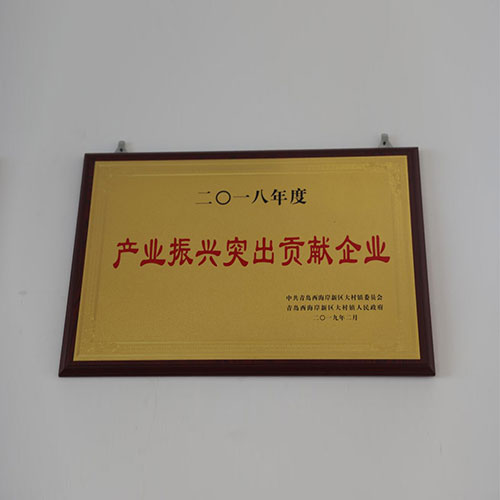 二〇一八年度
产业振兴突出贡献企业
中共青岛西海岸新区大村镇委员会
青岛西海岸新区大村镇人民政府
二〇一九年二月